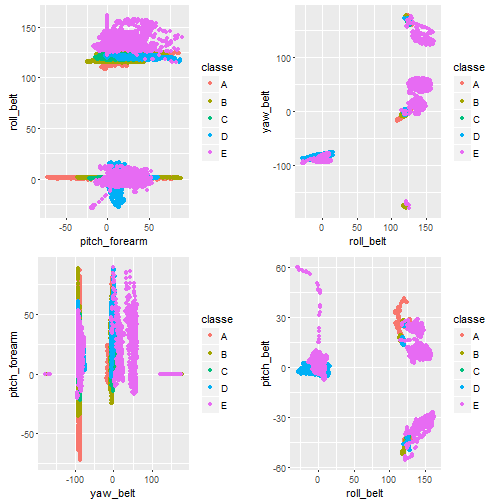 150
100
50
0
-50
0
50
pitch_forearm
roll_belt
classe
A
B
C
D
E
100
0
-100
0
50
100
150
roll_belt
yaw_belt
classe
A
B
C
D
E
50
0
-50
-100
0
100
yaw_belt
pitch_forearm
classe
A
B
C
D
E
60
30
0
-30
-60
0
50
100
150
roll_belt
pitch_belt
classe
A
B
C
D
E